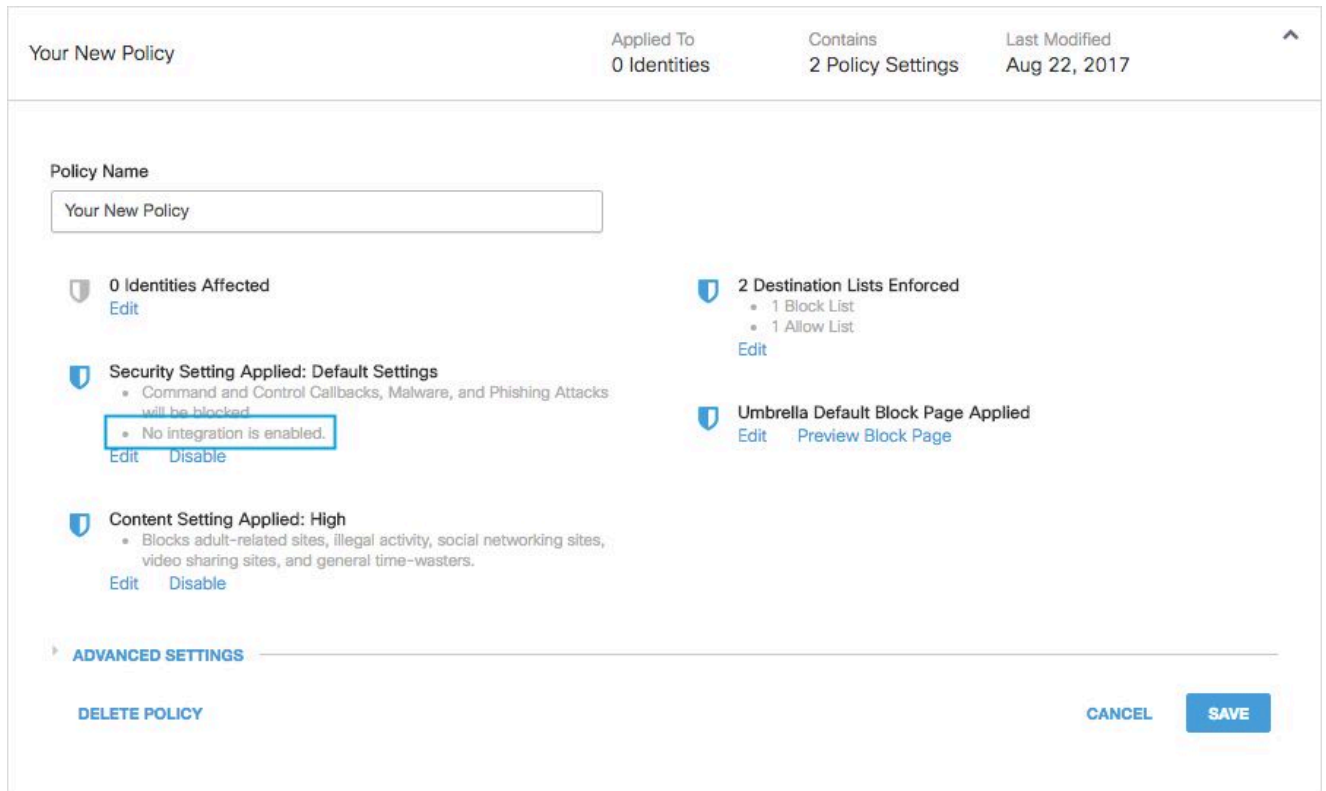 Your New Policy
Applied To
0 Identities
Contains
2 Policy Settings
Last Modified
Aug 22, 2017
Policy Name
Your New Policy
0 Identities Affected
Edit
Security Setting Applied: Default Settings
• Command and Control Callbacks, Malware, and Phishing Attacks
will be blocked
• No integration is enabled.
Edit Disable
Content Setting Applied: High
• Blocks adult-related sites, illegal activity, social networking sites,
video sharing sites, and general time-wasters.
Edit Disable
2 Destination Lists Enforced
• 1 Block List
• 1 Allow List
Edit
Umbrella Default Block Page Applied
Edit Preview Block Page
ADVANCED SETTINGS
DELETE POLICY
CANCEL
SAVE